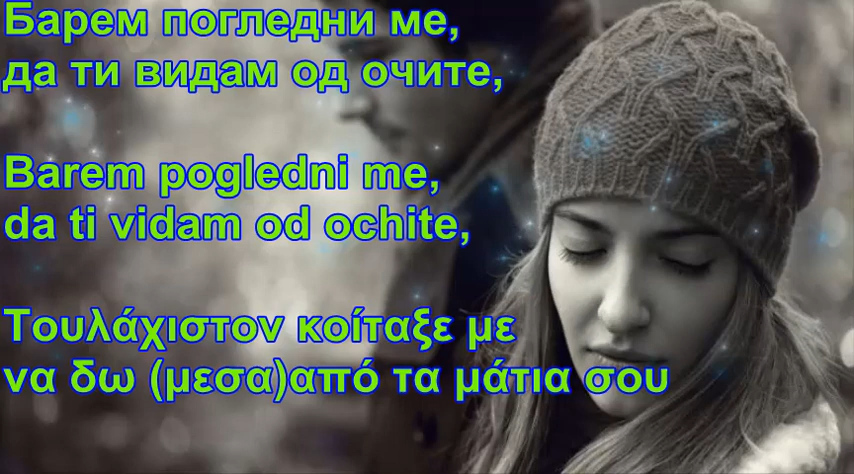 Барем погледни ме,
да ти видам од очите,
Barem pogledni me,
da ti vidam od ochite,
Τουλάχιστον κοίταξε με
να δω (μεσα)από τα μάτια σου